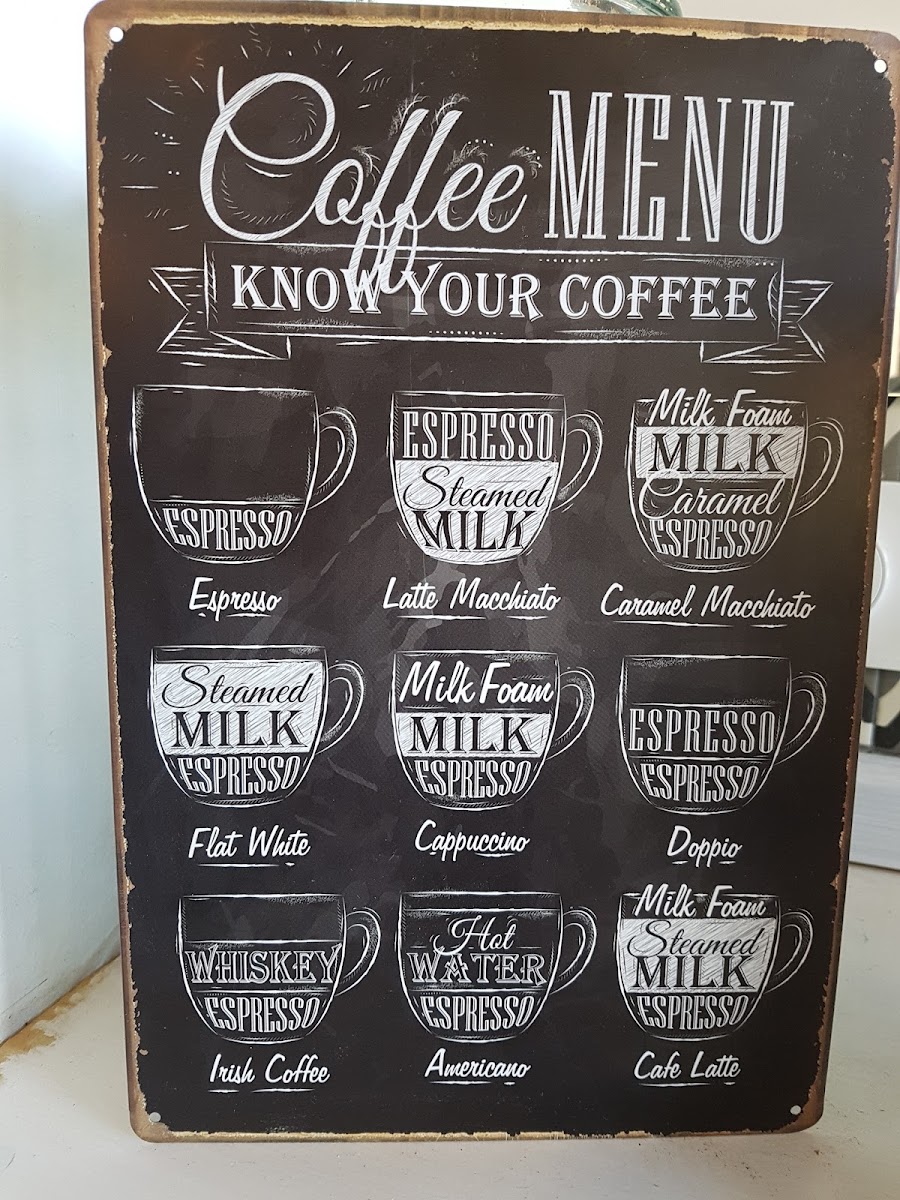 Coffee MENU
KNOW YOUR COFFEE
ESPRESSO
Espresso
ESPRESSO
Steamed
MILK
Latte Macchiato
Milk Foam
MILK
Caramel
ESPRESSO
Caramel Macchiato
Steamed
MILK
ESPRESSO
Flat White
Milk Foam
MILK
ESPRESSO
Cappuccino
ESPRESSO
ESPRESSO
Doppio
WHISKEY
ESPRESSO
Irish Coffee
Hot
WATER
ESPRESSO
Americano
Milk Foam
Steamed
MILK
ESPRESSO
Cafe Latte